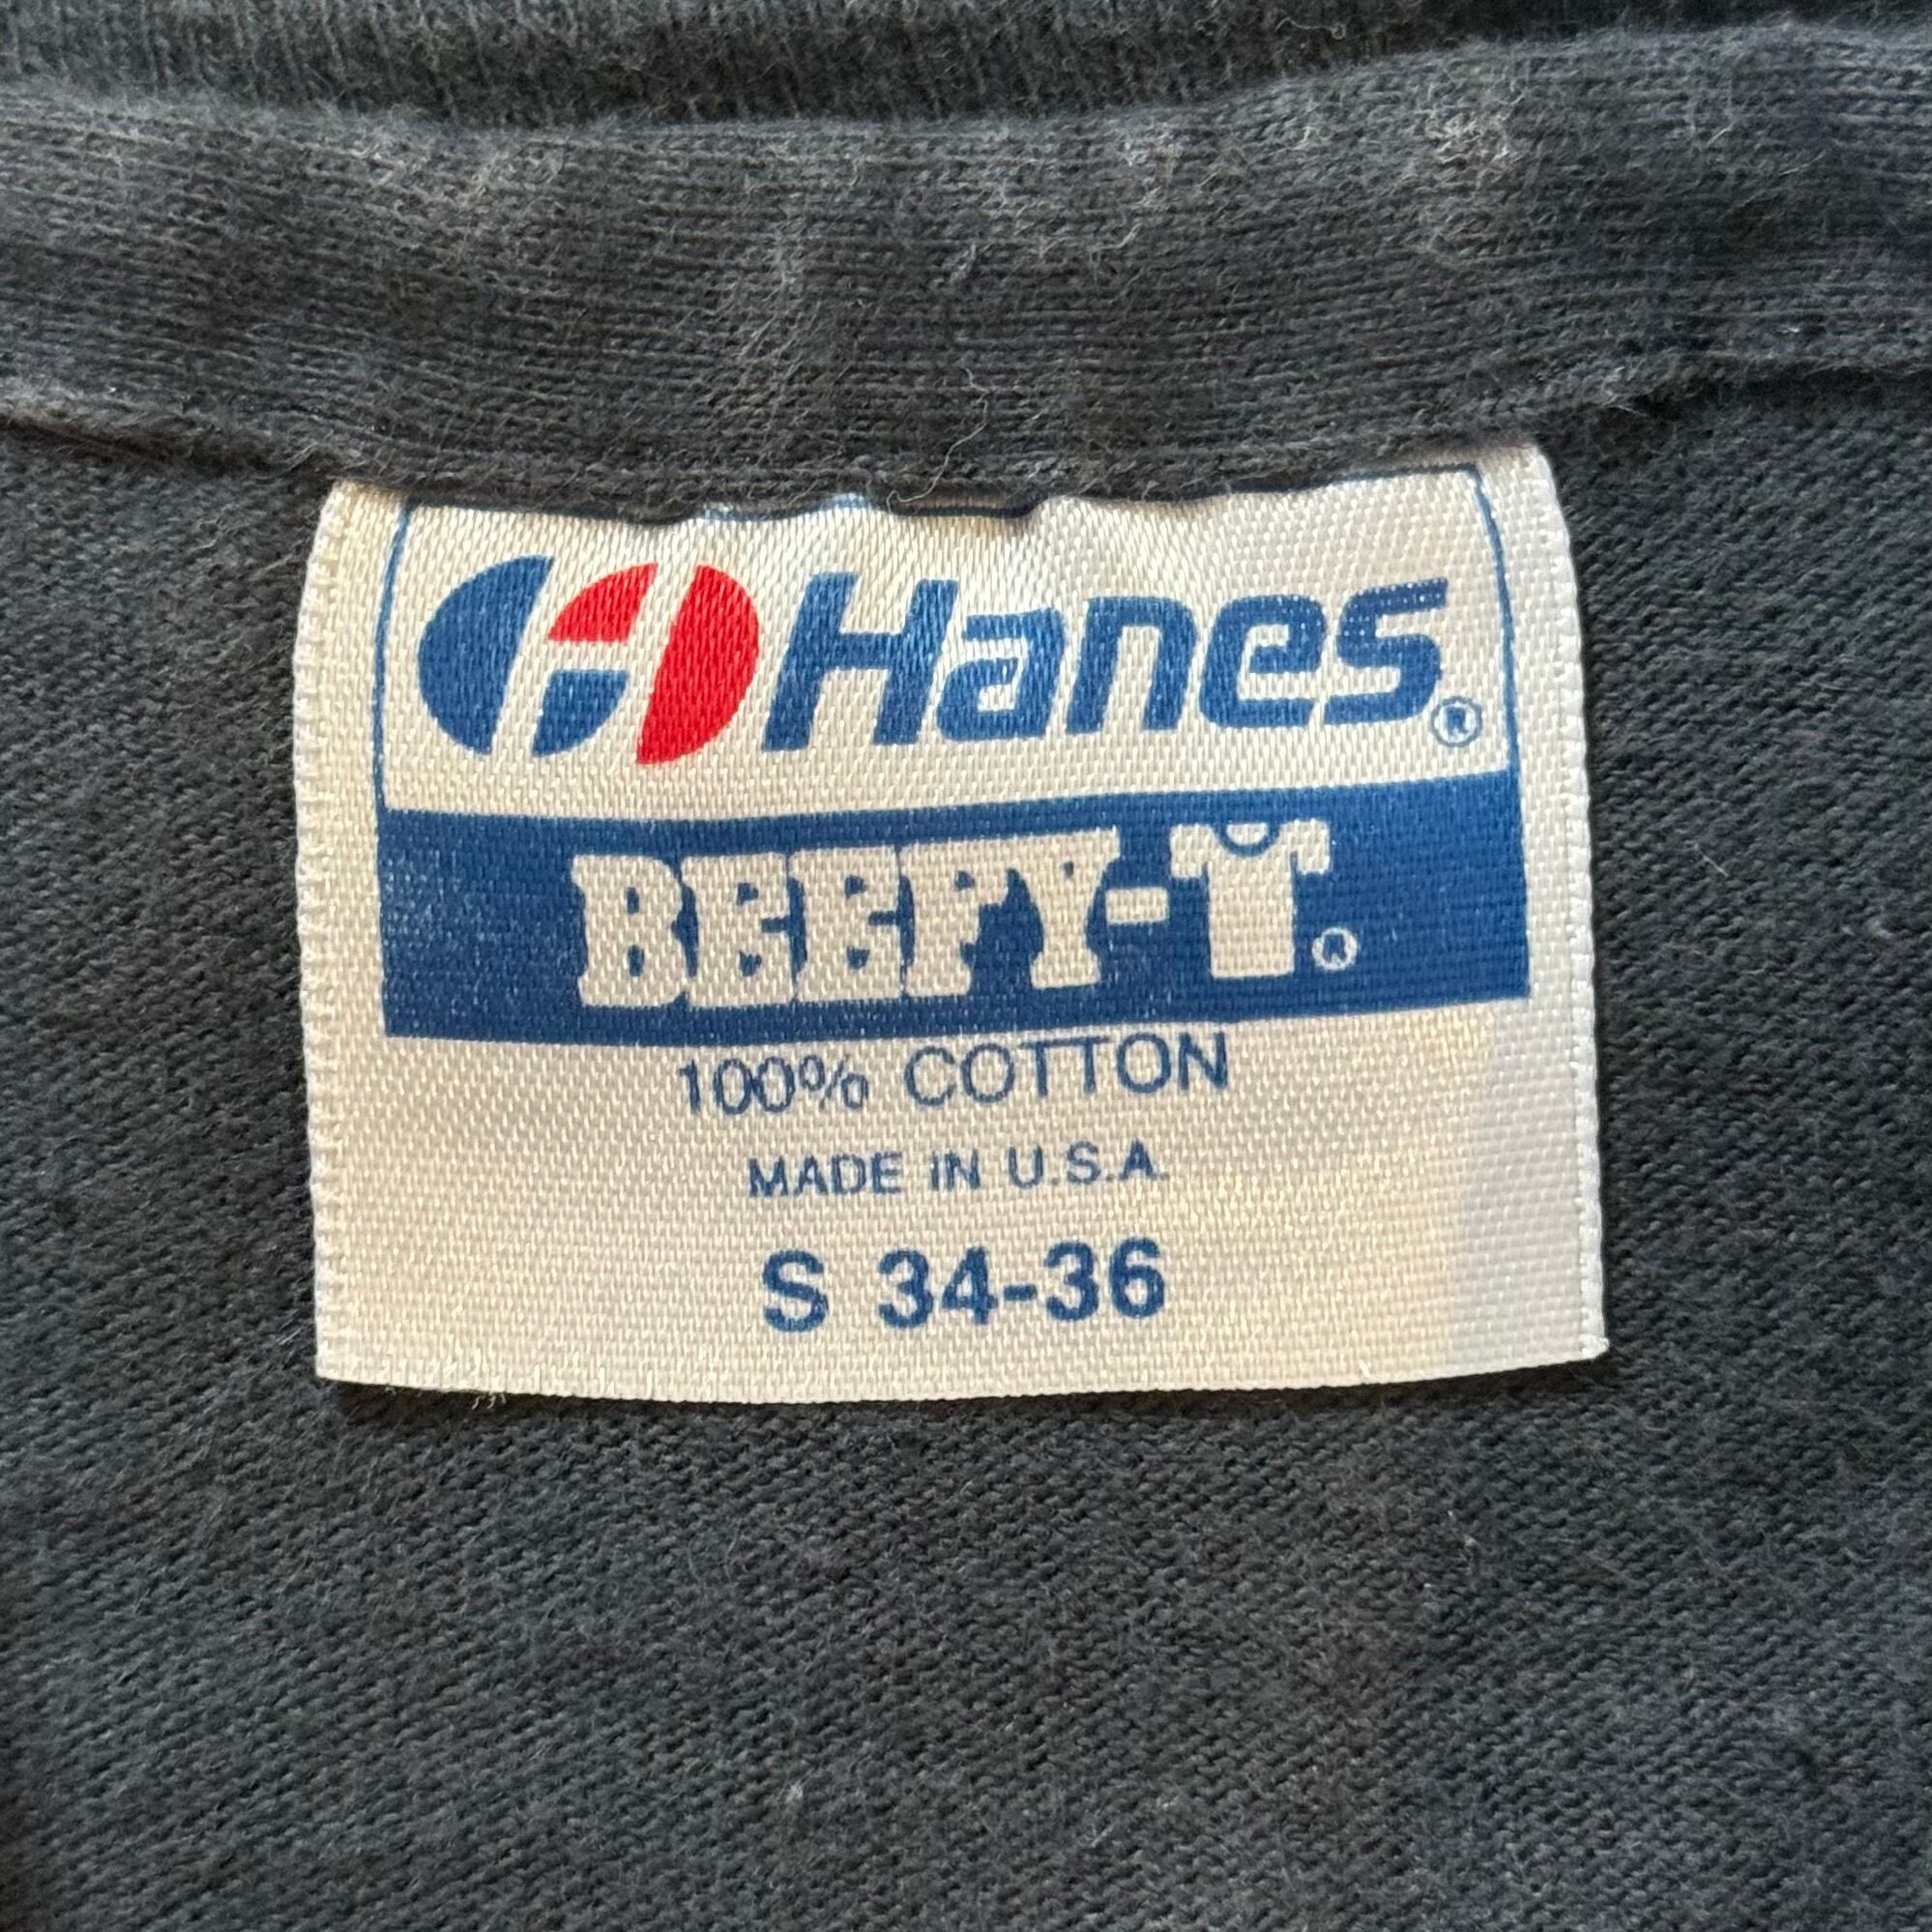 Hanes®
BEEFY-T®
100% COTTON
MADE IN U.S.A.
S 34-36